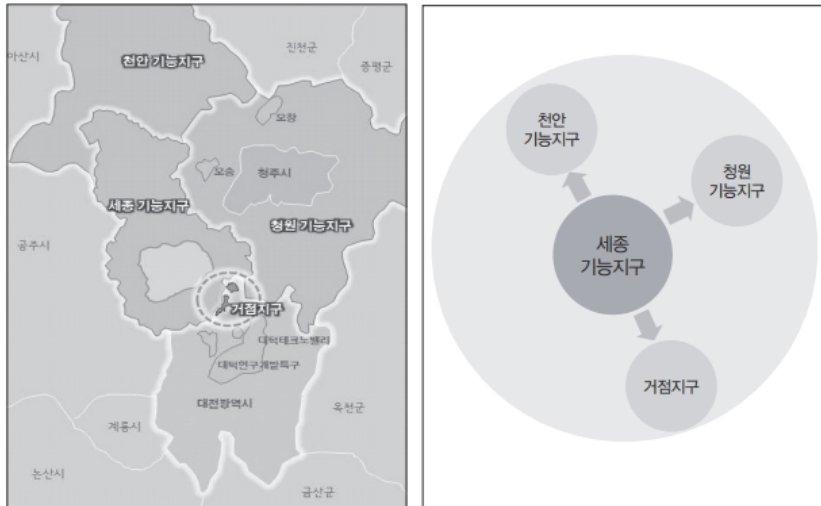 아산시
천안 기능지구
진천군
증평군
오창
오송
청주시
세종 기능지구
청원 기능지구
공주시
거점지구
대덕테크노밸리
대덕연구개발특구
대전광역시
옥천군
계룡시
논산시
금산군
천안
기능지구
청원
기능지구
세종
기능지구
거점지구